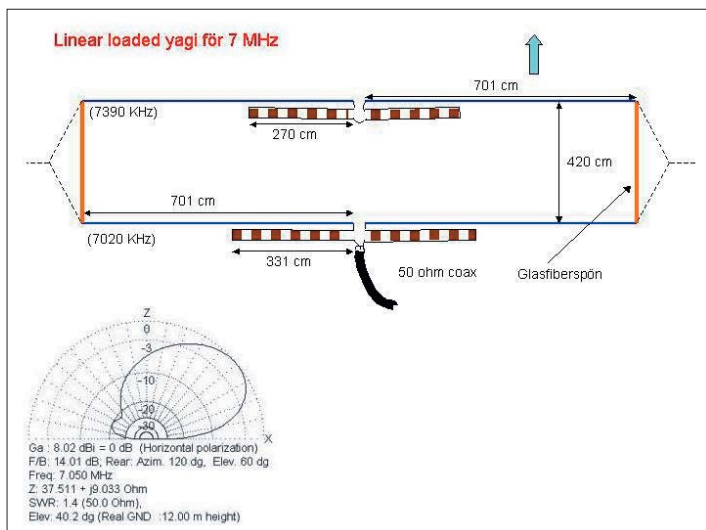 Linear loaded yagi för 7 MHz
701 cm
(7390 KHz)
270 cm
420 cm
701 cm
(7020 KHz)
331 cm
50 ohm coax
Glasfiberspön
Z
0
-3
-10
-20
-30
X
Ga : 8.02 dBi = 0 dB (Horizontal polarization)
F/B: 14.01 dB; Rear: Azim. 120 dg, Elev. 60 dg
Freq: 7.050 MHz
Z: 37.511 + j9.033 Ohm
SWR: 1.4 (50.0 Ohm),
Elev: 40.2 dg (Real GND :12.00 m height)